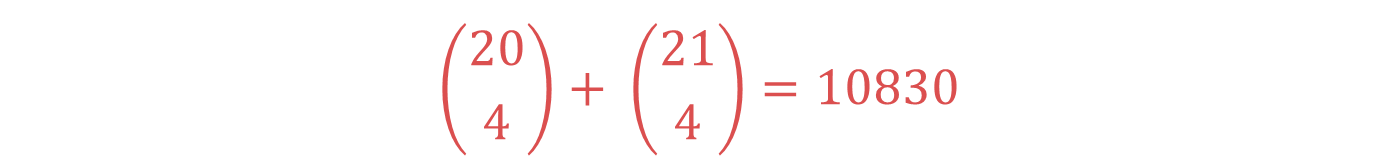 (20 4) + (21 4) = 10830